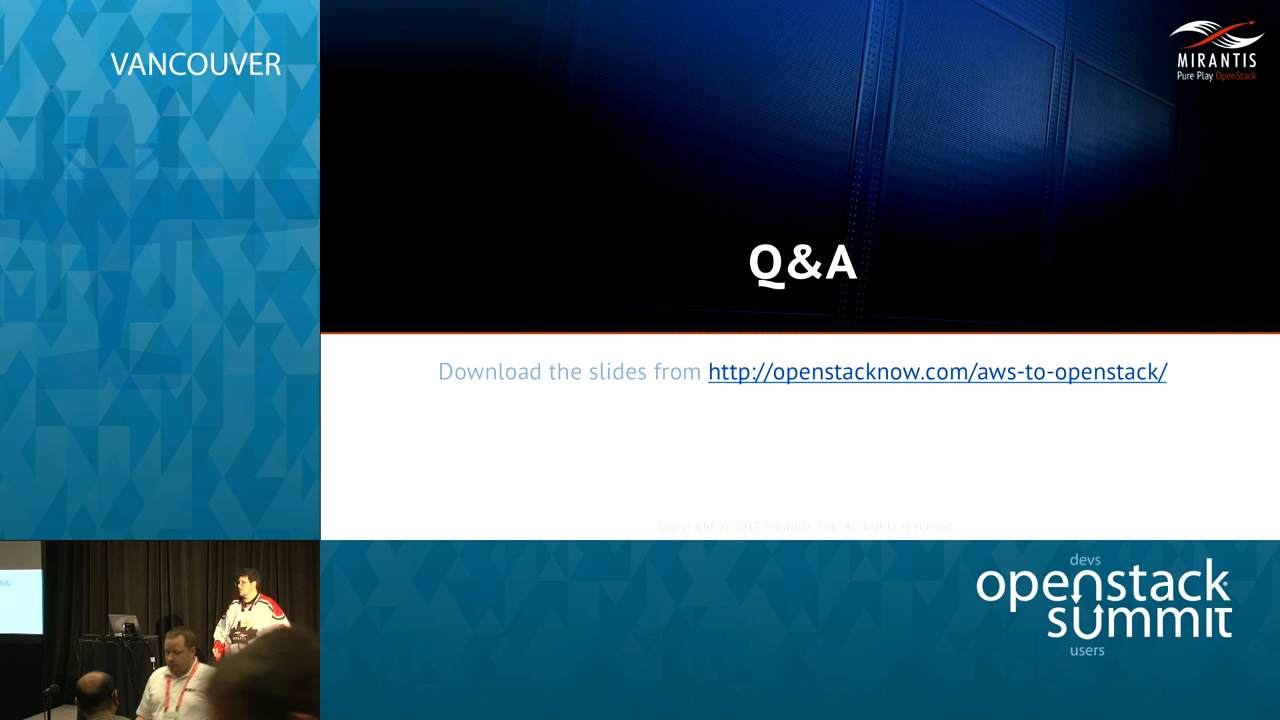 VANCOUVER
MIRANTIS
Pure Play OpenStack
Q&A
Download the slides from http://openstacknow.com/aws-to-openstack/
Copyright © 2015 Mirantis, Inc. All rights reserved
devs
openstack
summit
users